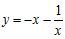 y = -x - 1/x